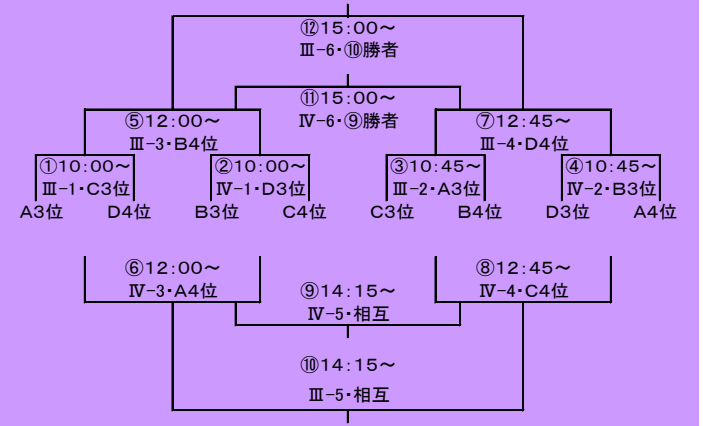 ⑫15:00～
Ⅲ-6・⑩勝者
⑪15:00～
Ⅳ-6・⑨勝者
⑤12:00～
Ⅲ-3・B4位
⑦12:45～
Ⅲ-4・D4位
①10:00～
Ⅲ-1・C3位
②10:00～
Ⅳ-1・D3位
③10:45～
Ⅲ-2・A3位
④10:45～
Ⅳ-2・B3位
A3位 D4位 B3位 C4位 C3位 B4位 D3位 A4位
⑥12:00～
Ⅳ-3・A4位
⑧12:45～
Ⅳ-4・C4位
⑨14:15～
Ⅳ-5・相互
⑩14:15～
Ⅲ-5・相互